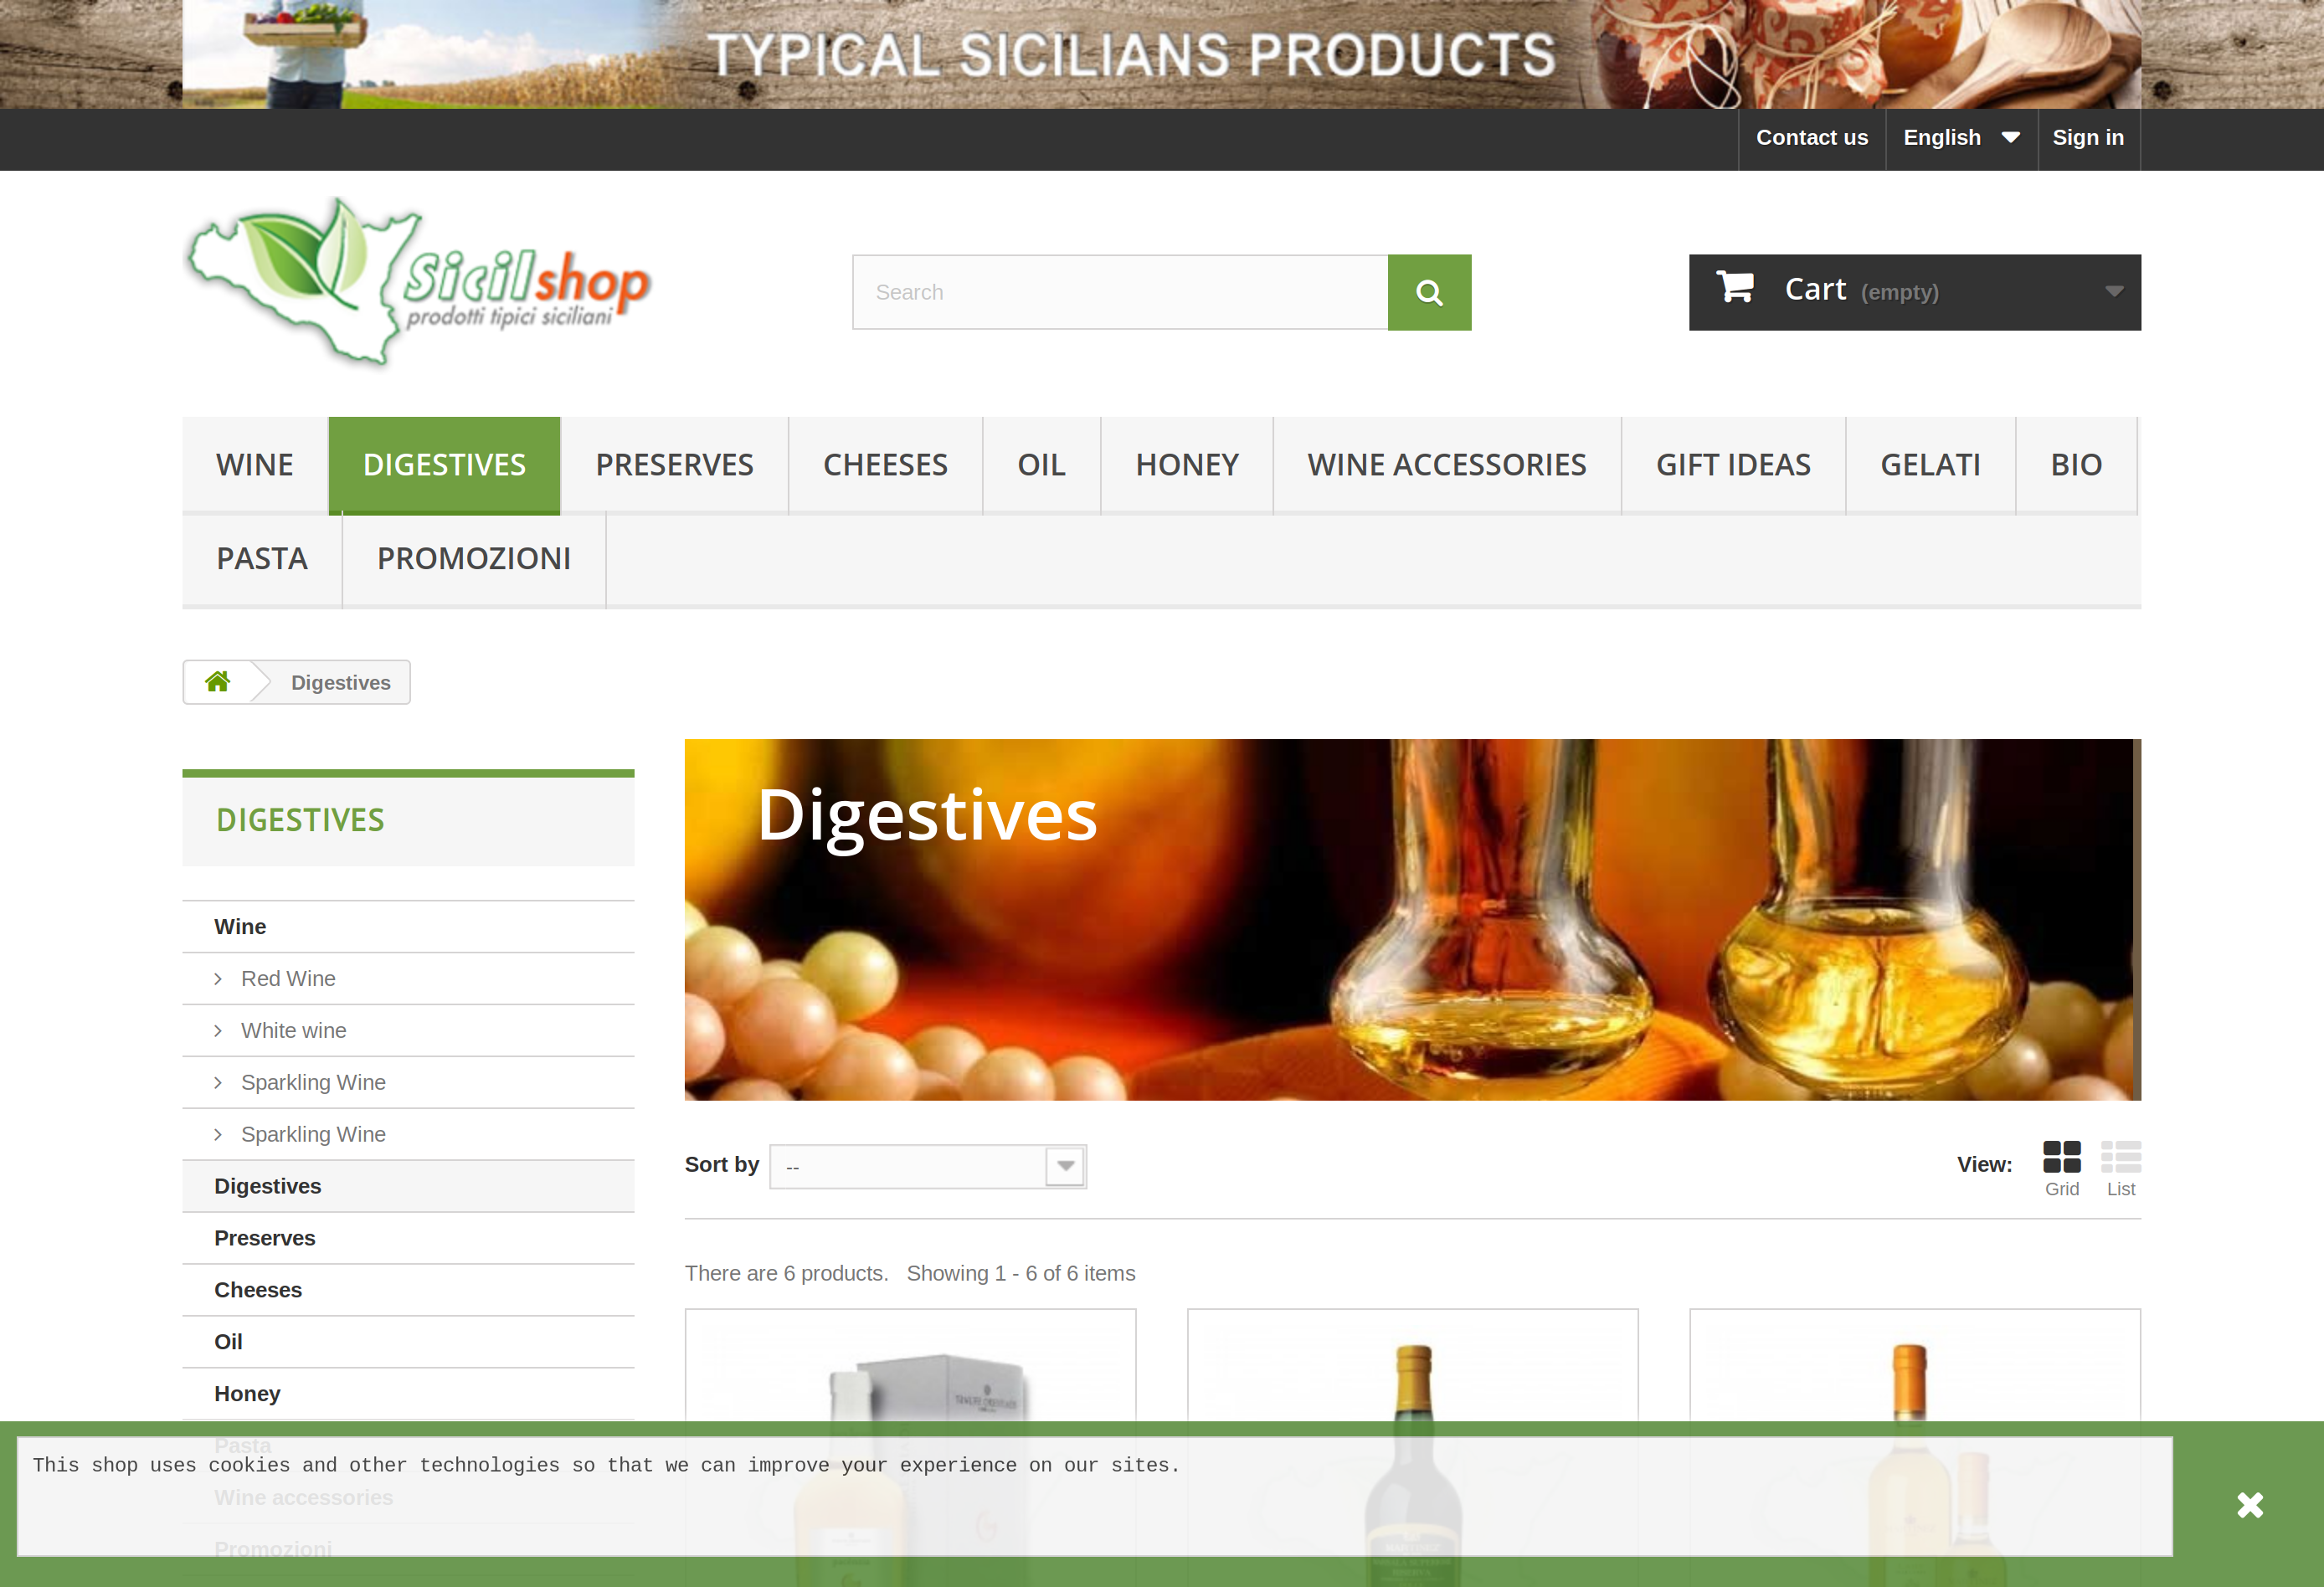 TYPICAL SICILIANS PRODUCTS
Contact us English Sign in
Sicilshop
prodotti tipici siciliani
Search
Cart (empty)
WINE DIGESTIVES PRESERVES CHEESES OIL HONEY WINE ACCESSORIES GIFT IDEAS GELATI BIO
PASTA PROMOZIONI
Digestives
DIGESTIVES
Wine
Red Wine
White wine
Sparkling Wine
Sparkling Wine
Digestives
Preserves
Cheeses
Oil
Honey
Pasta
Wine accessories
Promozioni
Digestives
Sort by --
View: Grid List
There are 6 products. Showing 1 - 6 of 6 items
This shop uses cookies and other technologies so that we can improve your experience on our sites.